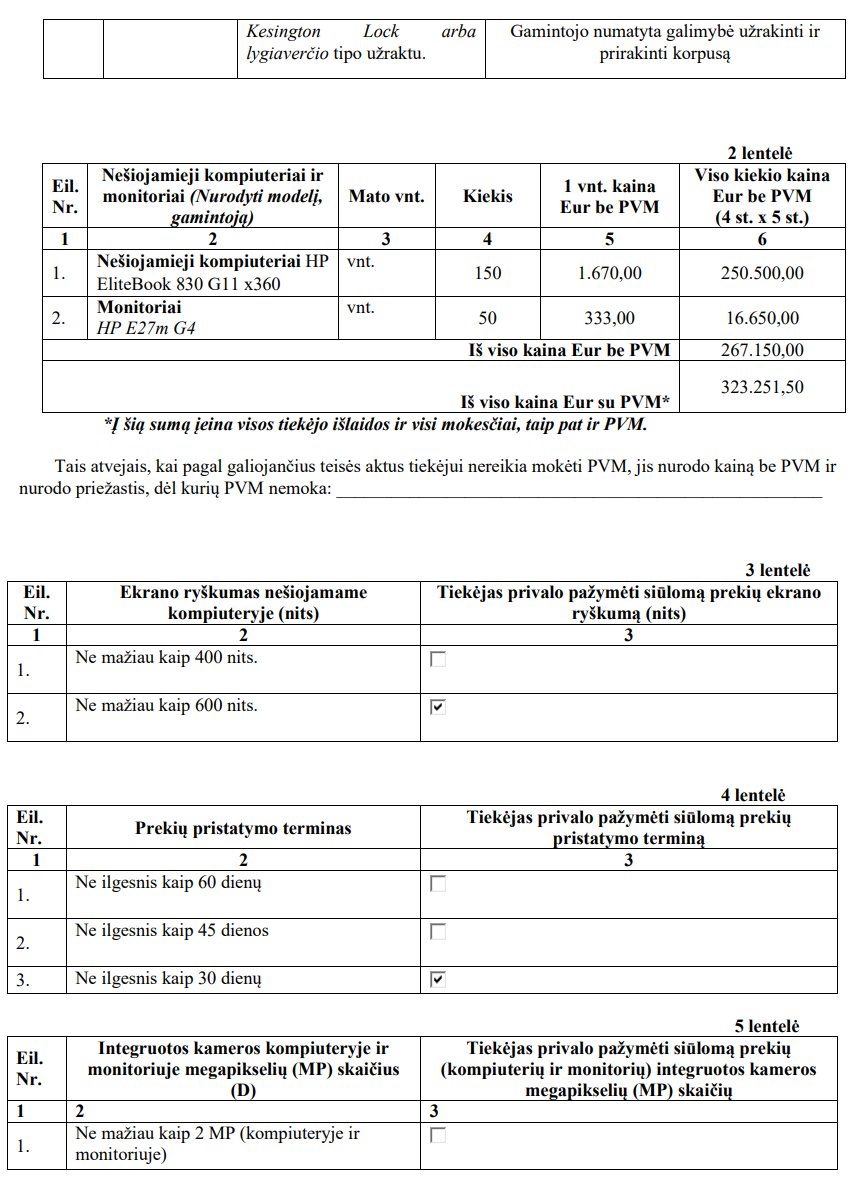 Kesington Lock arba
lygiaverčio tipo užraktu.
Gamintojo numatyta galimybė užrakinti ir
prirakinti korpusą
2 lentelė
Eil.
Nr.
Nešiojamieji kompiuteriai ir
monitoriai (Nurodyti modelį,
gamintoją)
Mato vnt.
Kiekis
1 vnt. kaina
Eur be PVM
Viso kiekio kaina
Eur be PVM
(4 st. x 5 st.)
1 2 3 4 5 6
1.
Nešiojamieji kompiuteriai HP
EliteBook 830 G11 x360
vnt.
150
1.670,00
250.500,00
2.
Monitoriai
HP E27m G4
vnt.
50
333,00
16.650,00
Iš viso kaina Eur be PVM 267.150,00
Iš viso kaina Eur su PVM* 323.251,50
*Į šią sumą įeina visos tiekėjo išlaidos ir visi mokesčiai, taip pat ir PVM.
Tais atvejais, kai pagal galiojančius teisės aktus tiekėjui nereikia mokėti PVM, jis nurodo kainą be PVM ir
nurodo priežastis, dėl kurių PVM nemoka:
3 lentelė
Eil.
Nr.
Ekrano ryškumas nešiojamame
kompiuteryje (nits)
Tiekėjas privalo pažymėti siūlomą prekių ekrano
ryškumą (nits)
1 2 3
1. Ne mažiau kaip 400 nits.
2. Ne mažiau kaip 600 nits.
4 lentelė
Eil.
Nr.
Prekių pristatymo terminas
Tiekėjas privalo pažymėti siūlomą prekių
pristatymo terminą
1 2 3
1. Ne ilgesnis kaip 60 dienų
2. Ne ilgesnis kaip 45 dienos
3. Ne ilgesnis kaip 30 dienų
5 lentelė
Eil.
Nr.
Integruotos kameros kompiuteryje ir
monitoriuje megapikselių (MP) skaičius
(D)
Tiekėjas privalo pažymėti siūlomą prekių
(kompiuterių ir monitorių) integruotos kameros
megapikselių (MP) skaičių
1 2 3
1.
Ne mažiau kaip 2 MP (kompiuteryje ir
monitoriuje)